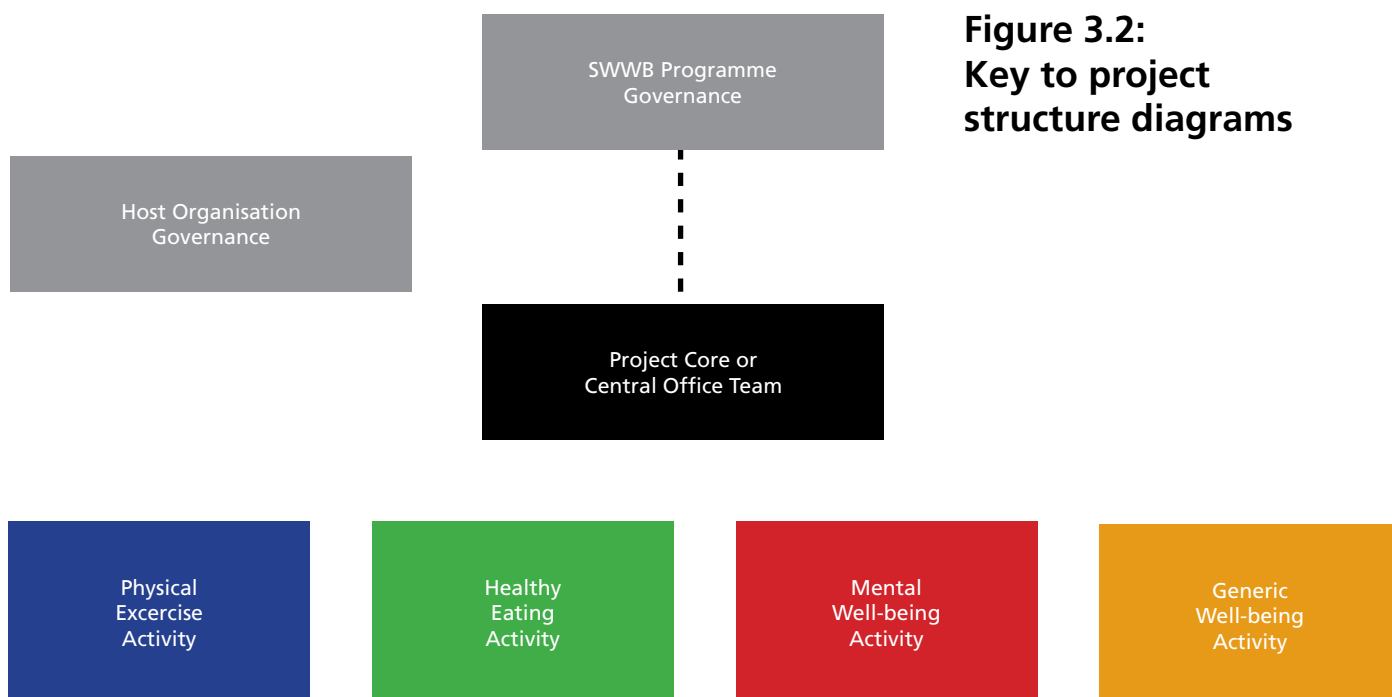 Figure 3.2:
Key to project
structure diagrams
SWWB Programme
Governance
Host Organisation
Governance
Project Core or
Central Office Team
Physical
Excercise
Activity
Healthy
Eating
Activity
Mental
Well-being
Activity
Generic
Well-being
Activity